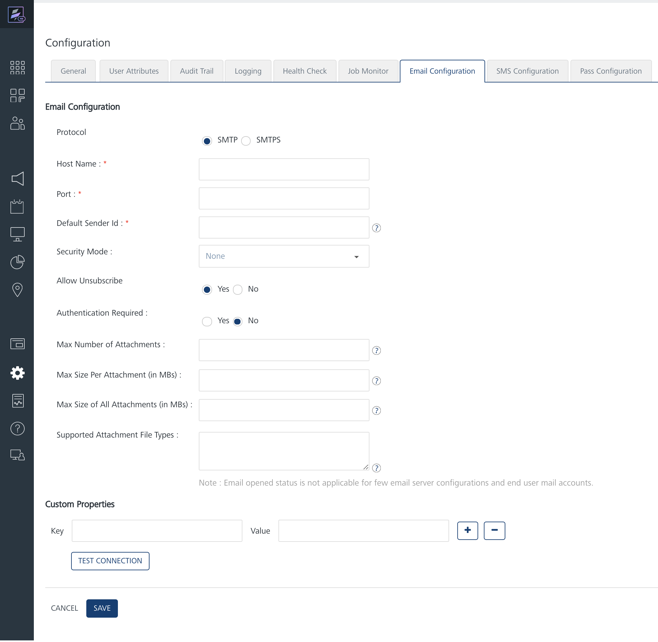 Configuration
General User Attributes Audit Trail Logging Health Check Job Monitor Email Configuration SMS Configuration Pass Configuration
Email Configuration
Protocol
SMTP SMTPS
Host Name : *
Port : *
Default Sender Id : *
?
Security Mode :
None
Allow Unsubscribe
Yes No
Authentication Required :
Yes No
Max Number of Attachments :
?
Max Size Per Attachment (in MBs) :
?
Max Size of All Attachments (in MBs) :
?
Supported Attachment File Types :
?
Note : Email opened status is not applicable for few email server configurations and end user mail accounts.
Custom Properties
Key Value + −
TEST CONNECTION
CANCEL SAVE